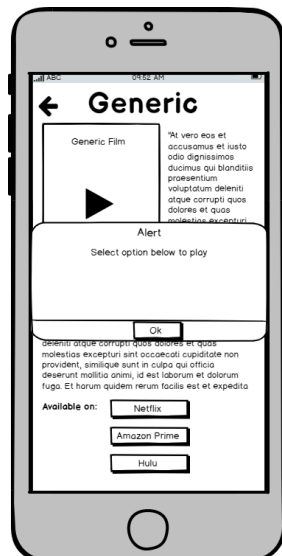 ABC 09:52 AM
Generic
Generic Film
"At vero eos et
accusamus et iusto
odio dignissimos
ducimus qui blanditiis
praesentium
voluptatum deleniti
atque corrupti quos
dolores et quas
molestias excepturi
Alert
Select option below to play
Ok
deleniti atque corrupti quos dolores et quas
molestias excepturi sint occaecati cupiditate non
provident, similique sunt in culpa qui officia
deserunt mollitia animi, id est laborum et dolorum
fuga. Et harum quidem rerum facilis est et expedita
Available on:
Netflix
Amazon Prime
Hulu